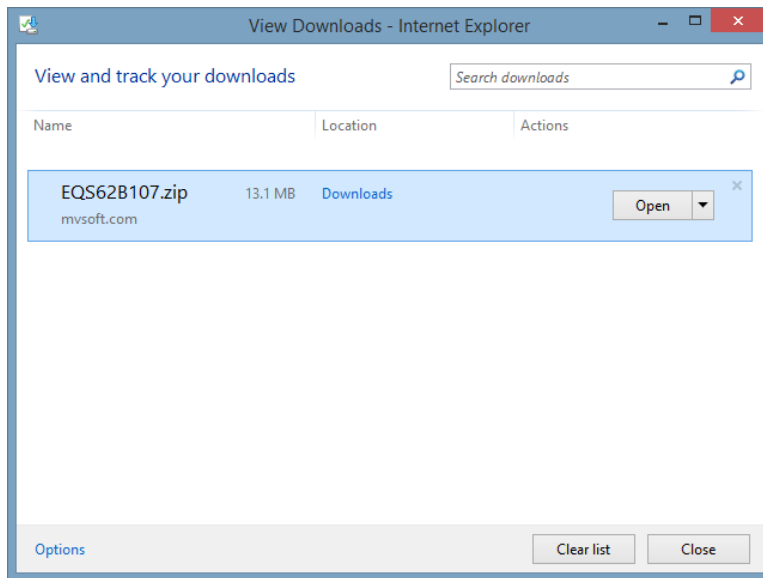 View Downloads - Internet Explorer
View and track your downloads
Search downloads
Name Location Actions
EQS62B107.zip 13.1 MB Downloads
mvsoft.com
Open
Options Clear list Close